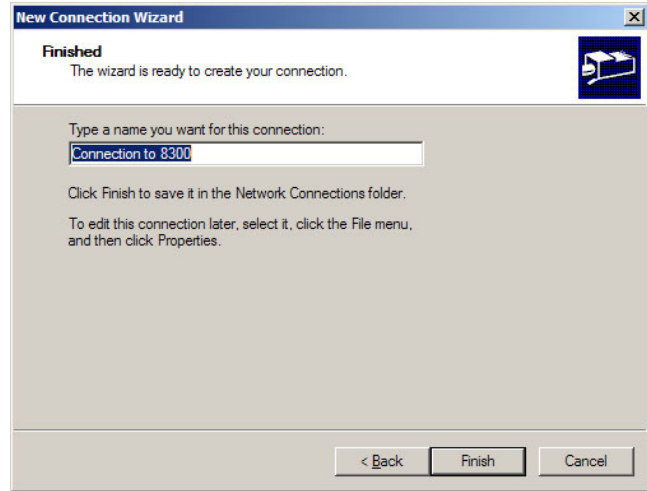 New Connection Wizard
Finished
The wizard is ready to create your connection.
Type a name you want for this connection:
Connection to 8300
Click Finish to save it in the Network Connections folder.
To edit this connection later, select it, click the File menu,
and then click Properties.
< Back
Finish
Cancel